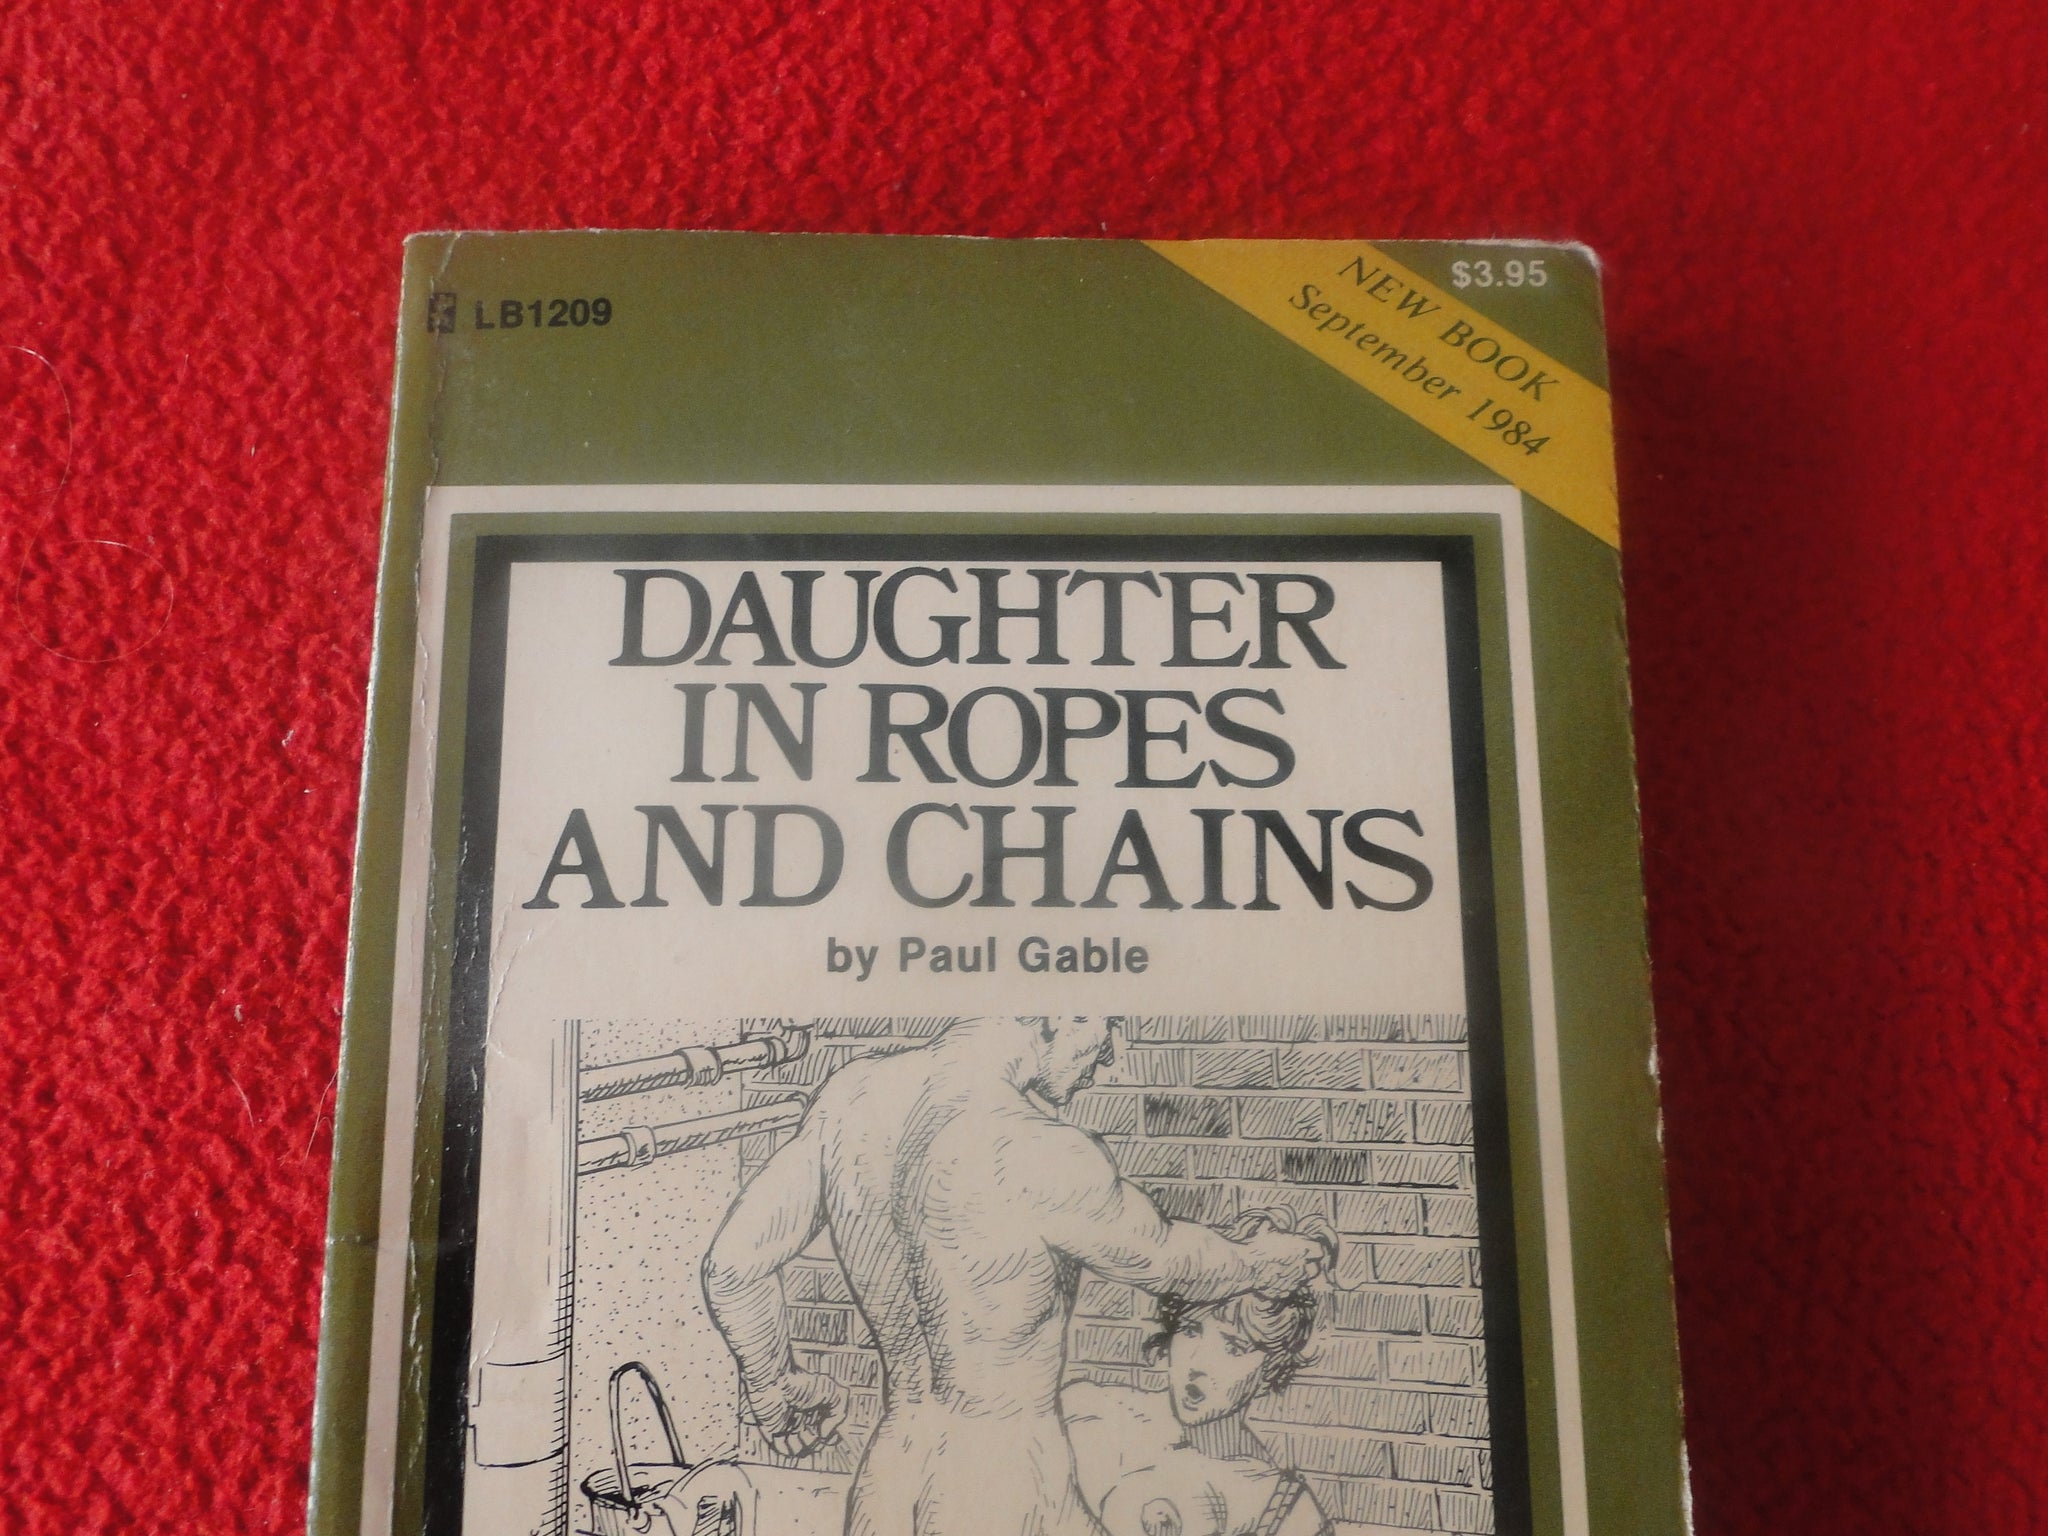 LB1209
$3.95
NEW BOOK
September 1984
DAUGHTER
IN ROPES
AND CHAINS
by Paul Gable